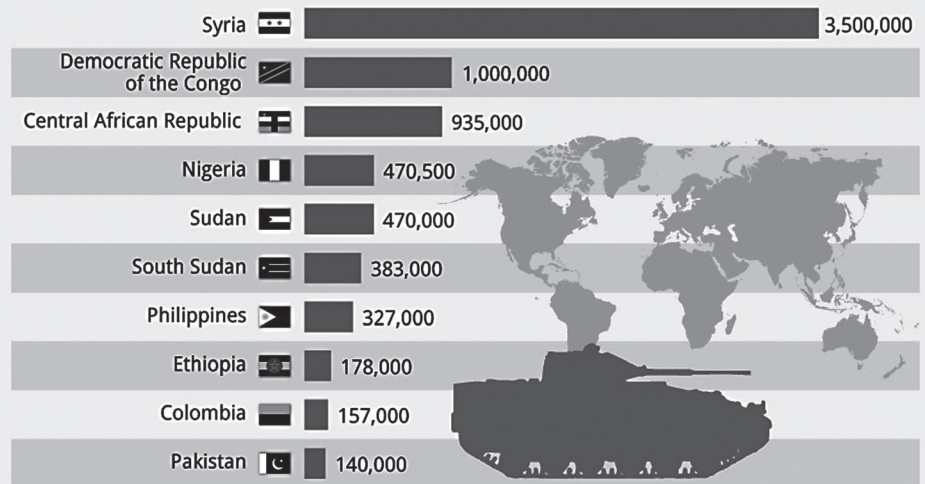 Syria 3,500,000
Democratic Republic
of the Congo 1,000,000
Central African Republic 935,000
Nigeria 470,500
Sudan 470,000
South Sudan 383,000
Philippines 327,000
Ethiopia 178,000
Colombia 157,000
Pakistan 140,000